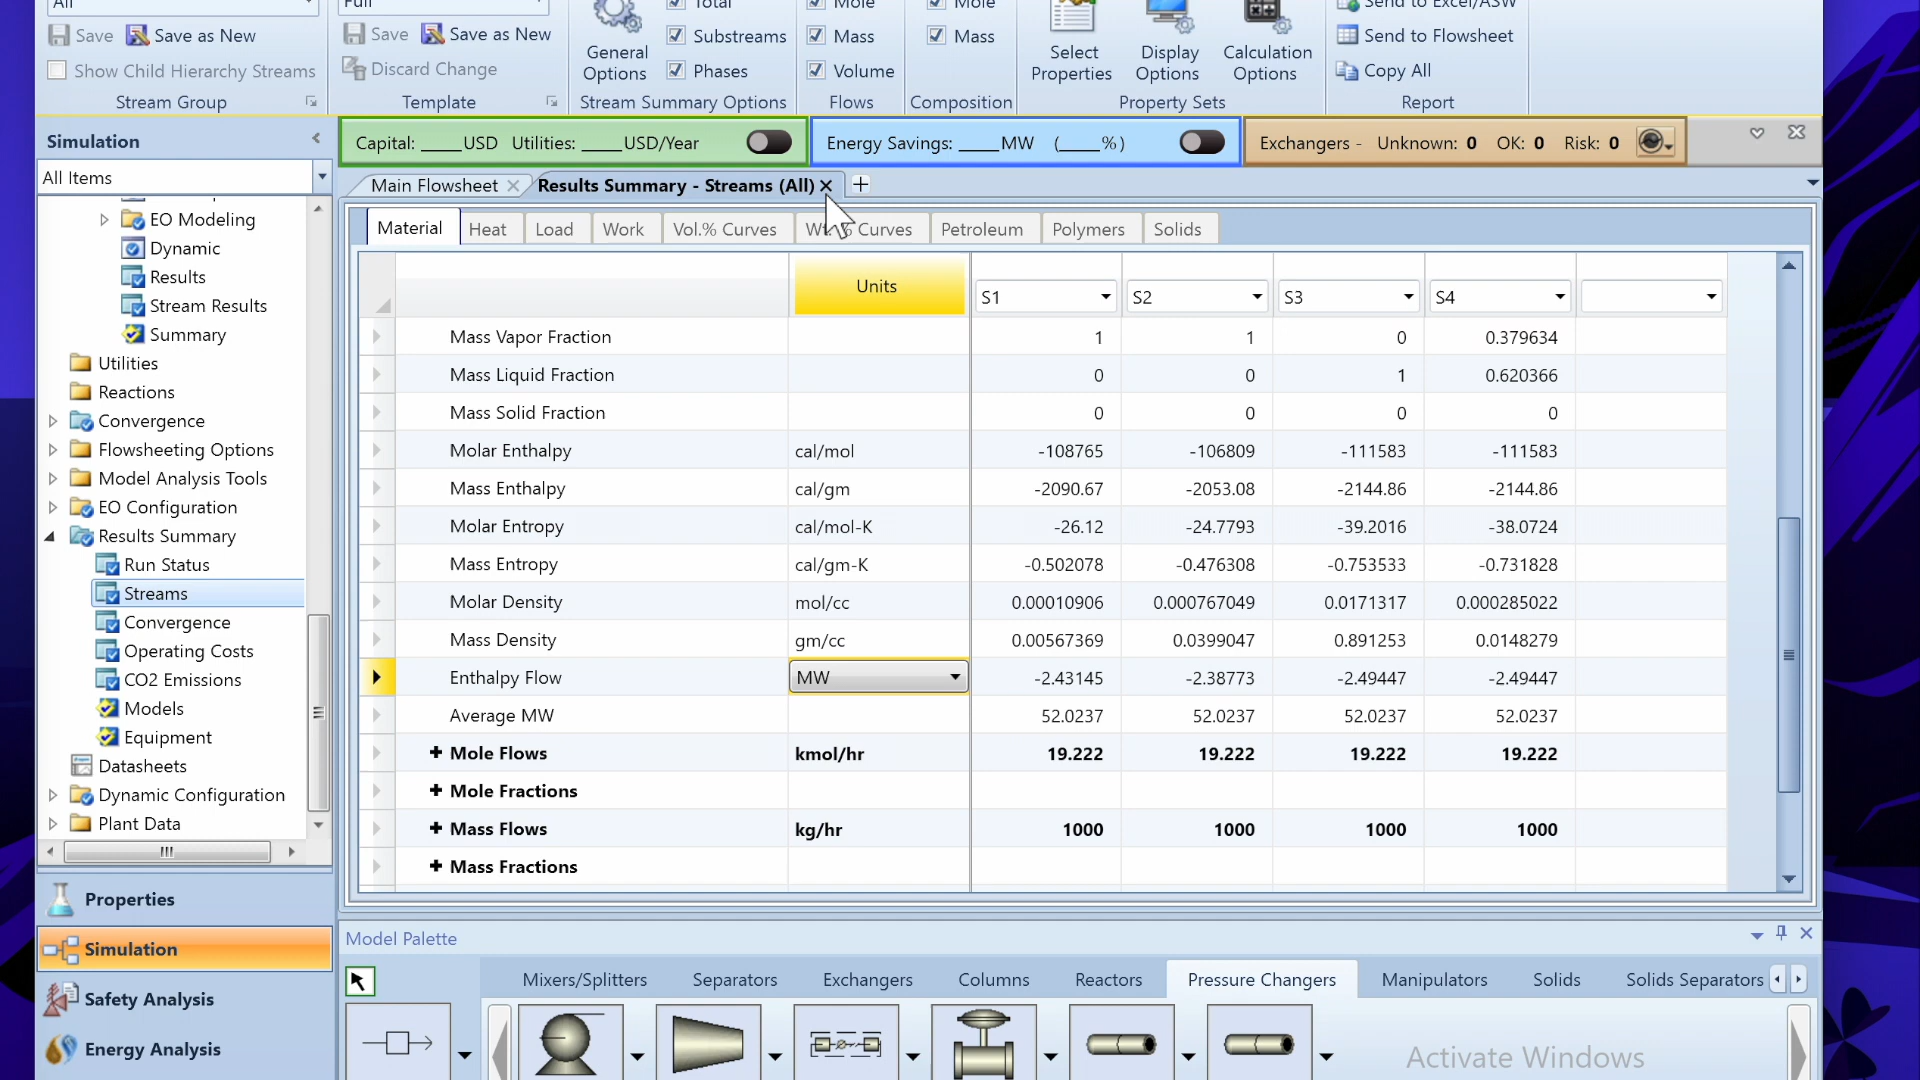 All
Save Save as New
Show Child Hierarchy Streams
Stream Group
Full
Save Save as New
Discard Change
Template
General Options
Total
Substreams
Phases
Stream Summary Options
Mole
Mass
Volume
Flows
Mole
Mass
Composition
Select Properties
Display Options
Calculation Options
Property Sets
Send to Excel/ASW
Send to Flowsheet
Copy All
Report
Simulation
All Items
EO Modeling
Dynamic
Results
Stream Results
Summary
Utilities
Reactions
Convergence
Flowsheeting Options
Model Analysis Tools
EO Configuration
Results Summary
Run Status
Streams
Convergence
Operating Costs
CO2 Emissions
Models
Equipment
Datasheets
Dynamic Configuration
Plant Data
Properties
Simulation
Safety Analysis
Energy Analysis
Capital: ____USD Utilities: ____USD/Year
Energy Savings: ____MW (____%)
Exchangers - Unknown: 0 OK: 0 Risk: 0
Main Flowsheet Results Summary - Streams (All) +
Material Heat Load Work Vol.% Curves Wt.% Curves Petroleum Polymers Solids
Units S1 S2 S3 S4
Mass Vapor Fraction 1 1 0 0.379634
Mass Liquid Fraction 0 0 1 0.620366
Mass Solid Fraction 0 0 0 0
Molar Enthalpy cal/mol -108765 -106809 -111583 -111583
Mass Enthalpy cal/gm -2090.67 -2053.08 -2144.86 -2144.86
Molar Entropy cal/mol-K -26.12 -24.7793 -39.2016 -38.0724
Mass Entropy cal/gm-K -0.502078 -0.476308 -0.753533 -0.731828
Molar Density mol/cc 0.00010906 0.000767049 0.0171317 0.000285022
Mass Density gm/cc 0.00567369 0.0399047 0.891253 0.0148279
Enthalpy Flow MW -2.43145 -2.38773 -2.49447 -2.49447
Average MW 52.0237 52.0237 52.0237 52.0237
+ Mole Flows kmol/hr 19.222 19.222 19.222 19.222
+ Mole Fractions
+ Mass Flows kg/hr 1000 1000 1000 1000
+ Mass Fractions
Model Palette
Mixers/Splitters Separators Exchangers Columns Reactors Pressure Changers Manipulators Solids Solids Separators
Activate Windows